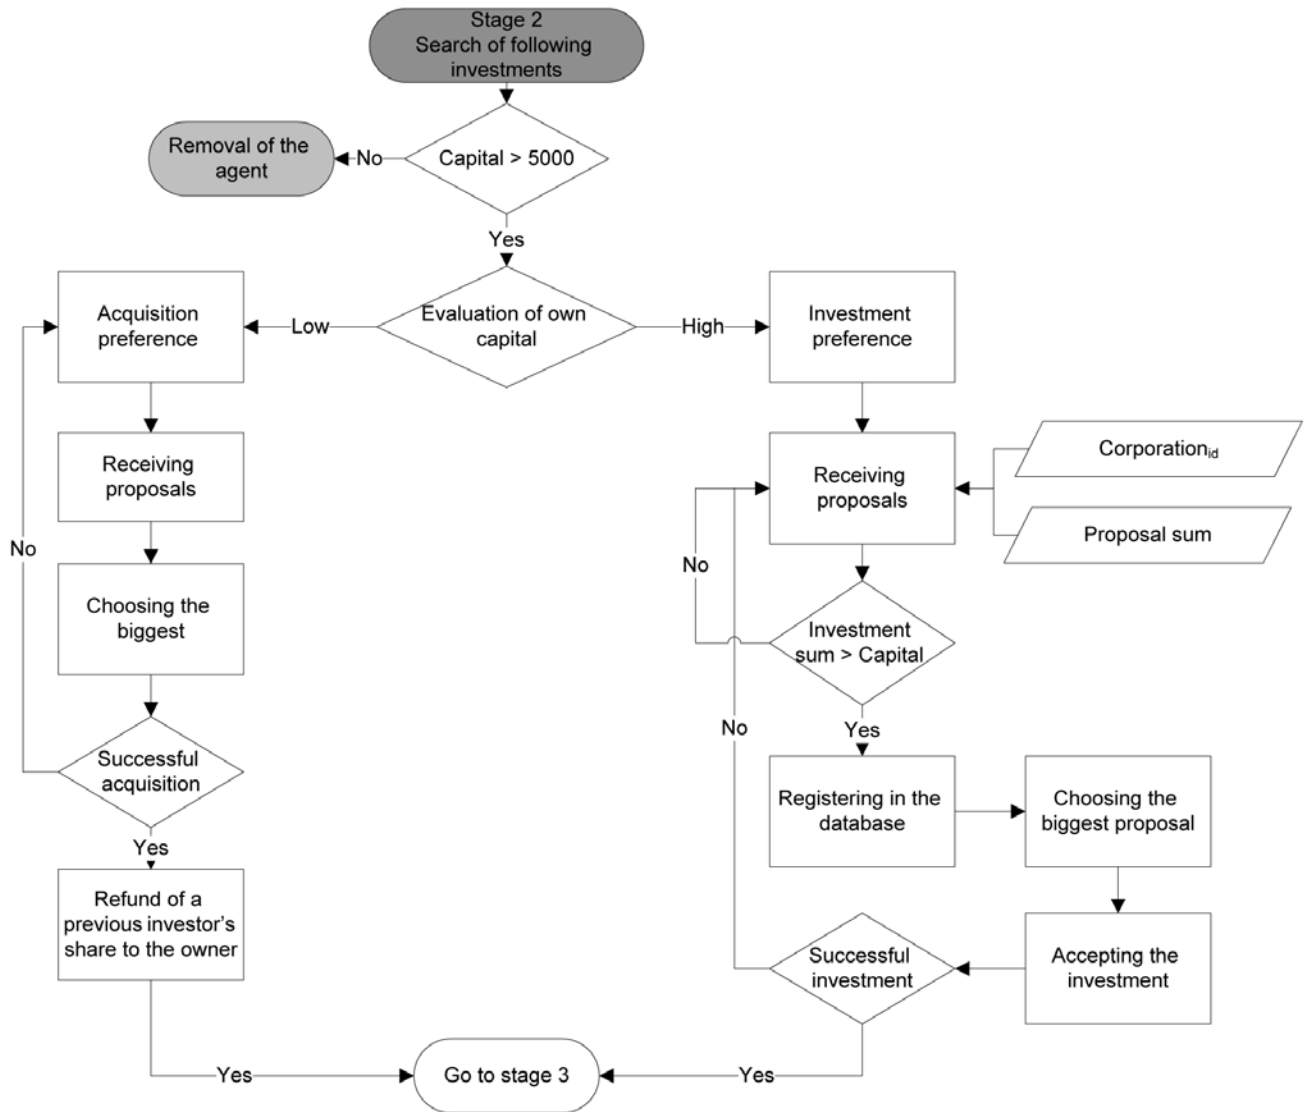 Stage 2
Search of following
investments
Removal of the
agent
No
Capital > 5000
Yes
Acquisition
preference
Low
Evaluation of own
capital
High
Investment
preference
Receiving
proposals
Receiving
proposals
Corporationid
Proposal sum
No
No
Choosing the
biggest
Investment
sum > Capital
No
Yes
Successful
acquisition
Registering in the
database
Choosing the
biggest proposal
Yes
Refund of a
previous investor's
share to the owner
Successful
investment
Accepting the
investment
Yes
Go to stage 3
Yes